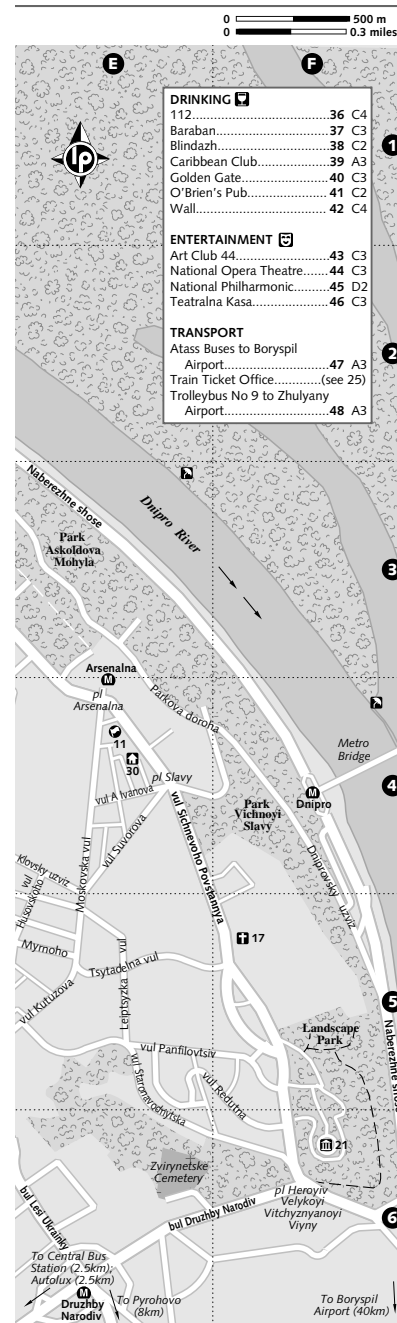 0 500 m
0 0.3 miles
E F
DRINKING
112 36 C4
Baraban 37 C3
Blindazh 38 C2
Caribbean Club 39 A3
Golden Gate 40 C3
O'Brien's Pub 41 C2
Wall 42 C4
ENTERTAINMENT
Art Club 44 43 C3
National Opera Theatre 44 C3
National Philharmonic 45 D2
Teatralna Kasa 46 C3
TRANSPORT
Atass Buses to Boryspil
Airport 47 A3
Train Ticket Office (see 25)
Trolleybus No 9 to Zhulyany
Airport 48 A3
lp
1
2
Naberezhne shose
Dnipro River
Park
Askoldova
Mohyla
3
Arsenalna
M
pl
Arsenalna
Parkova doroha
11
30
Metro
Bridge
pl Slavy
vul A Ivanova
M
Dnipro
4
Park
Vichnoyi
Slavy
vul Suvorova
Moskovska vul
vul Sichnevoho Povstannya
Dniprovsky uzviz
Klovsky uzviz
vul
Husovskoho
17
Myrnoho
Tsytadelna vul
Leiptsyzka vul
vul Kutuzova
5
Landscape
Park
Naberezhne shose
vul Panfilovtsiv
vul Redutna
vul Staronavodnytska
21
Zvirynetske
Cemetery
pl Heroyiv
Velykoyi
Vitchyznyanoyi
Viyny
6
bul Lesi Ukrainky
bul Druzhby Narodiv
To Central Bus
Station (2.5km);
Autolux (2.5km)
M
Druzhby
Narodiv
To Pyrohovo
(8km)
To Boryspil
Airport (40km)